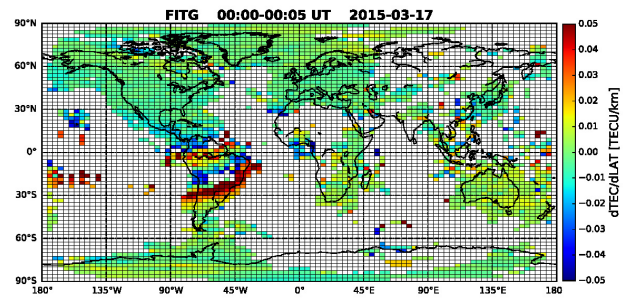 FITG 00:00-00:05 UT 2015-03-17
90°N
60°N
30°N
0°
30°S
60°S
90°S
180° 135°W 90°W 45°W 0° 45°E 90°E 135°E 180
0.05
0.04
0.03
0.02
0.01
0.00
−0.01
−0.02
−0.03
−0.04
−0.05
dTEC/dLAT [TECU/km]